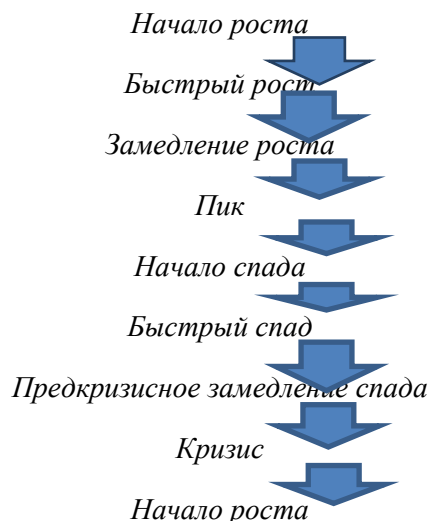 Начало роста
Быстрый рост
Замедление роста
Пик
Начало спада
Быстрый спад
Предкризисное замедление спада
Кризис
Начало роста